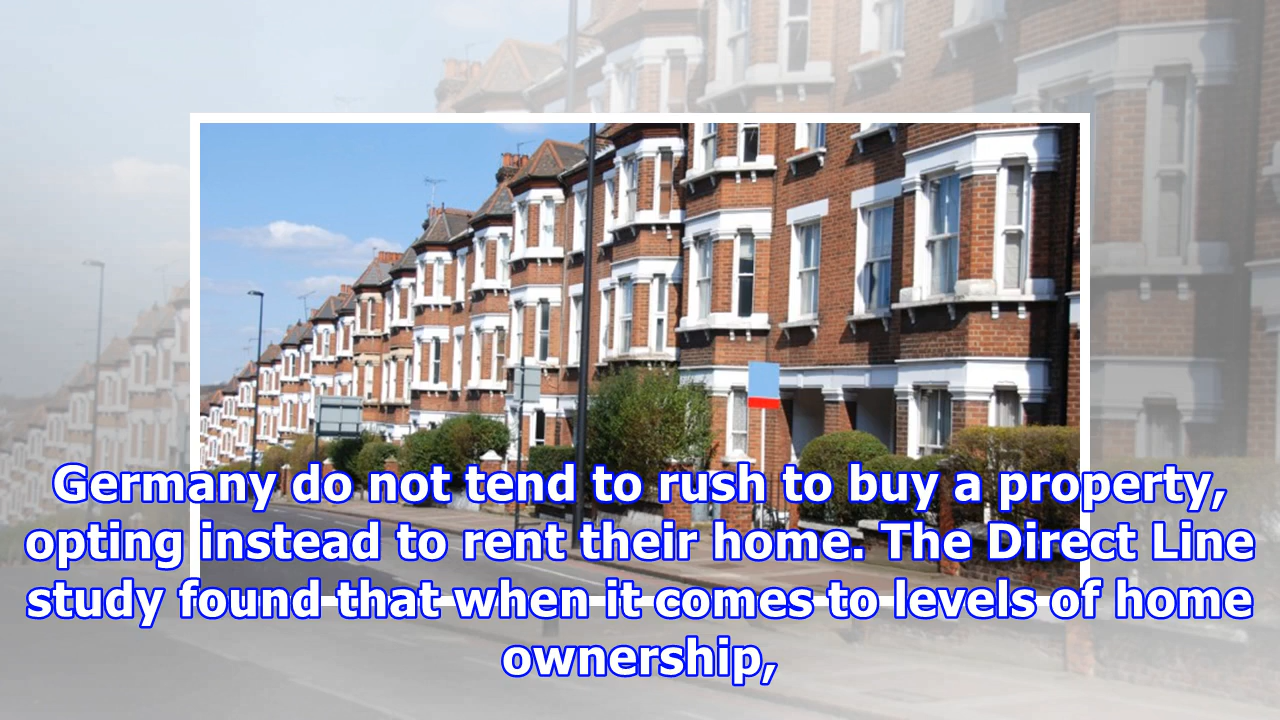 Germany do not tend to rush to buy a property,
opting instead to rent their home. The Direct Line
study found that when it comes to levels of home
ownership,